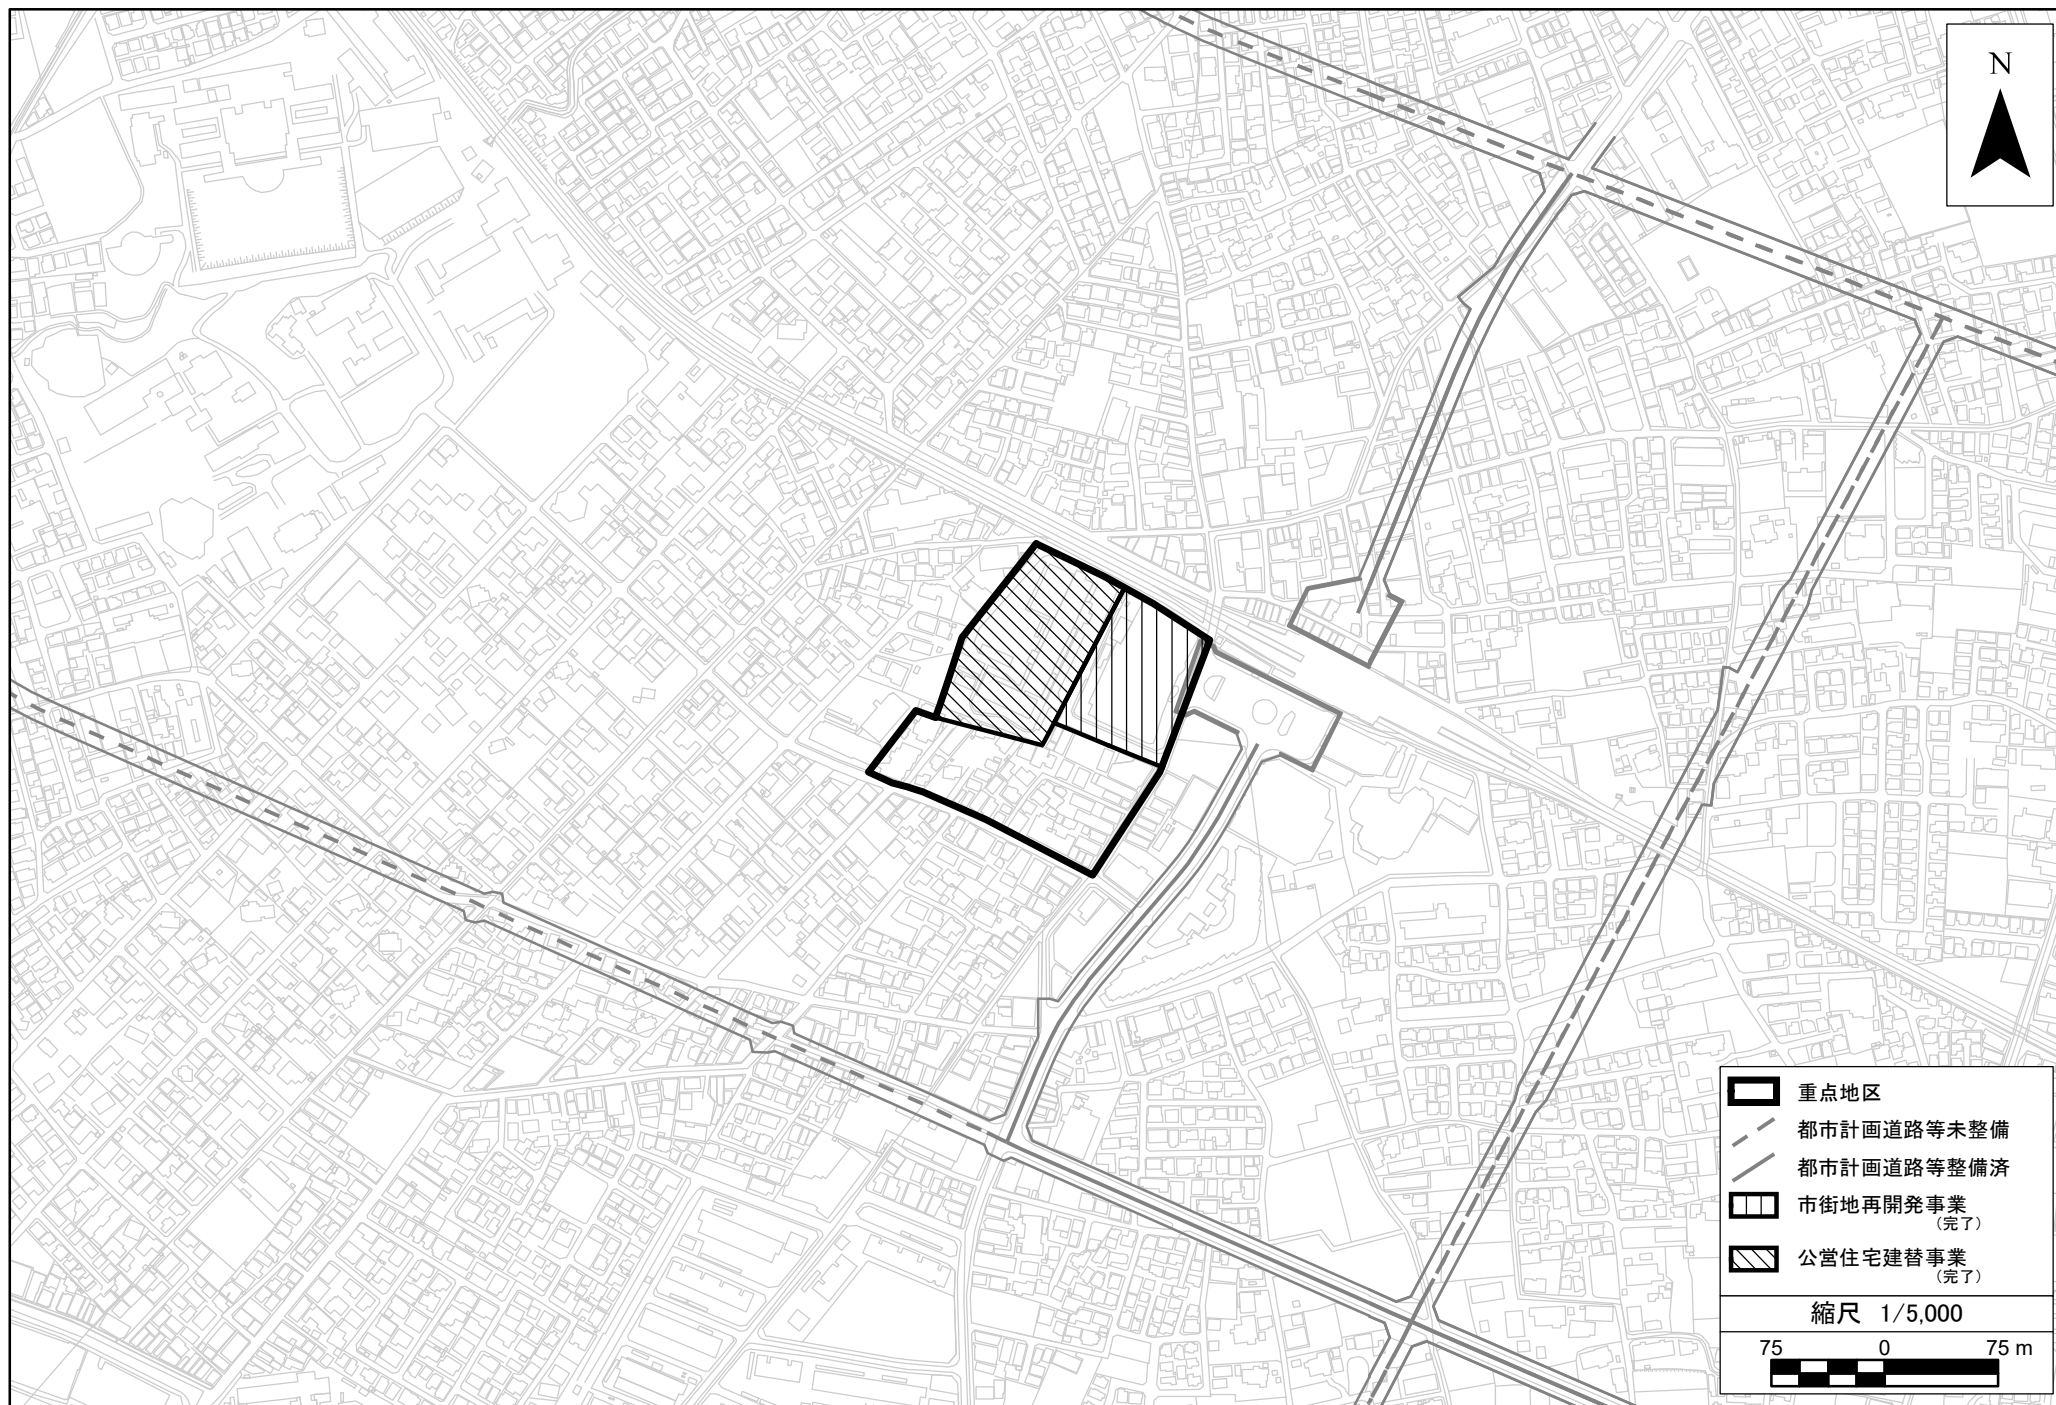 N
重点地区
都市計画道路等未整備
都市計画道路等整備済
市街地再開発事業
（完了）
公営住宅建替事業
（完了）
縮尺 1/5,000
75 0 75 m